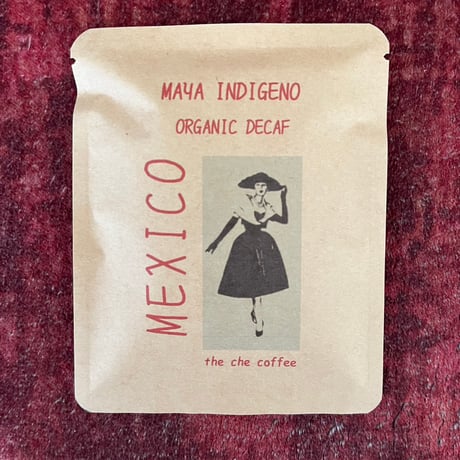 MAYA INDIGENO
ORGANIC DECAF
MEXICO
the che coffee